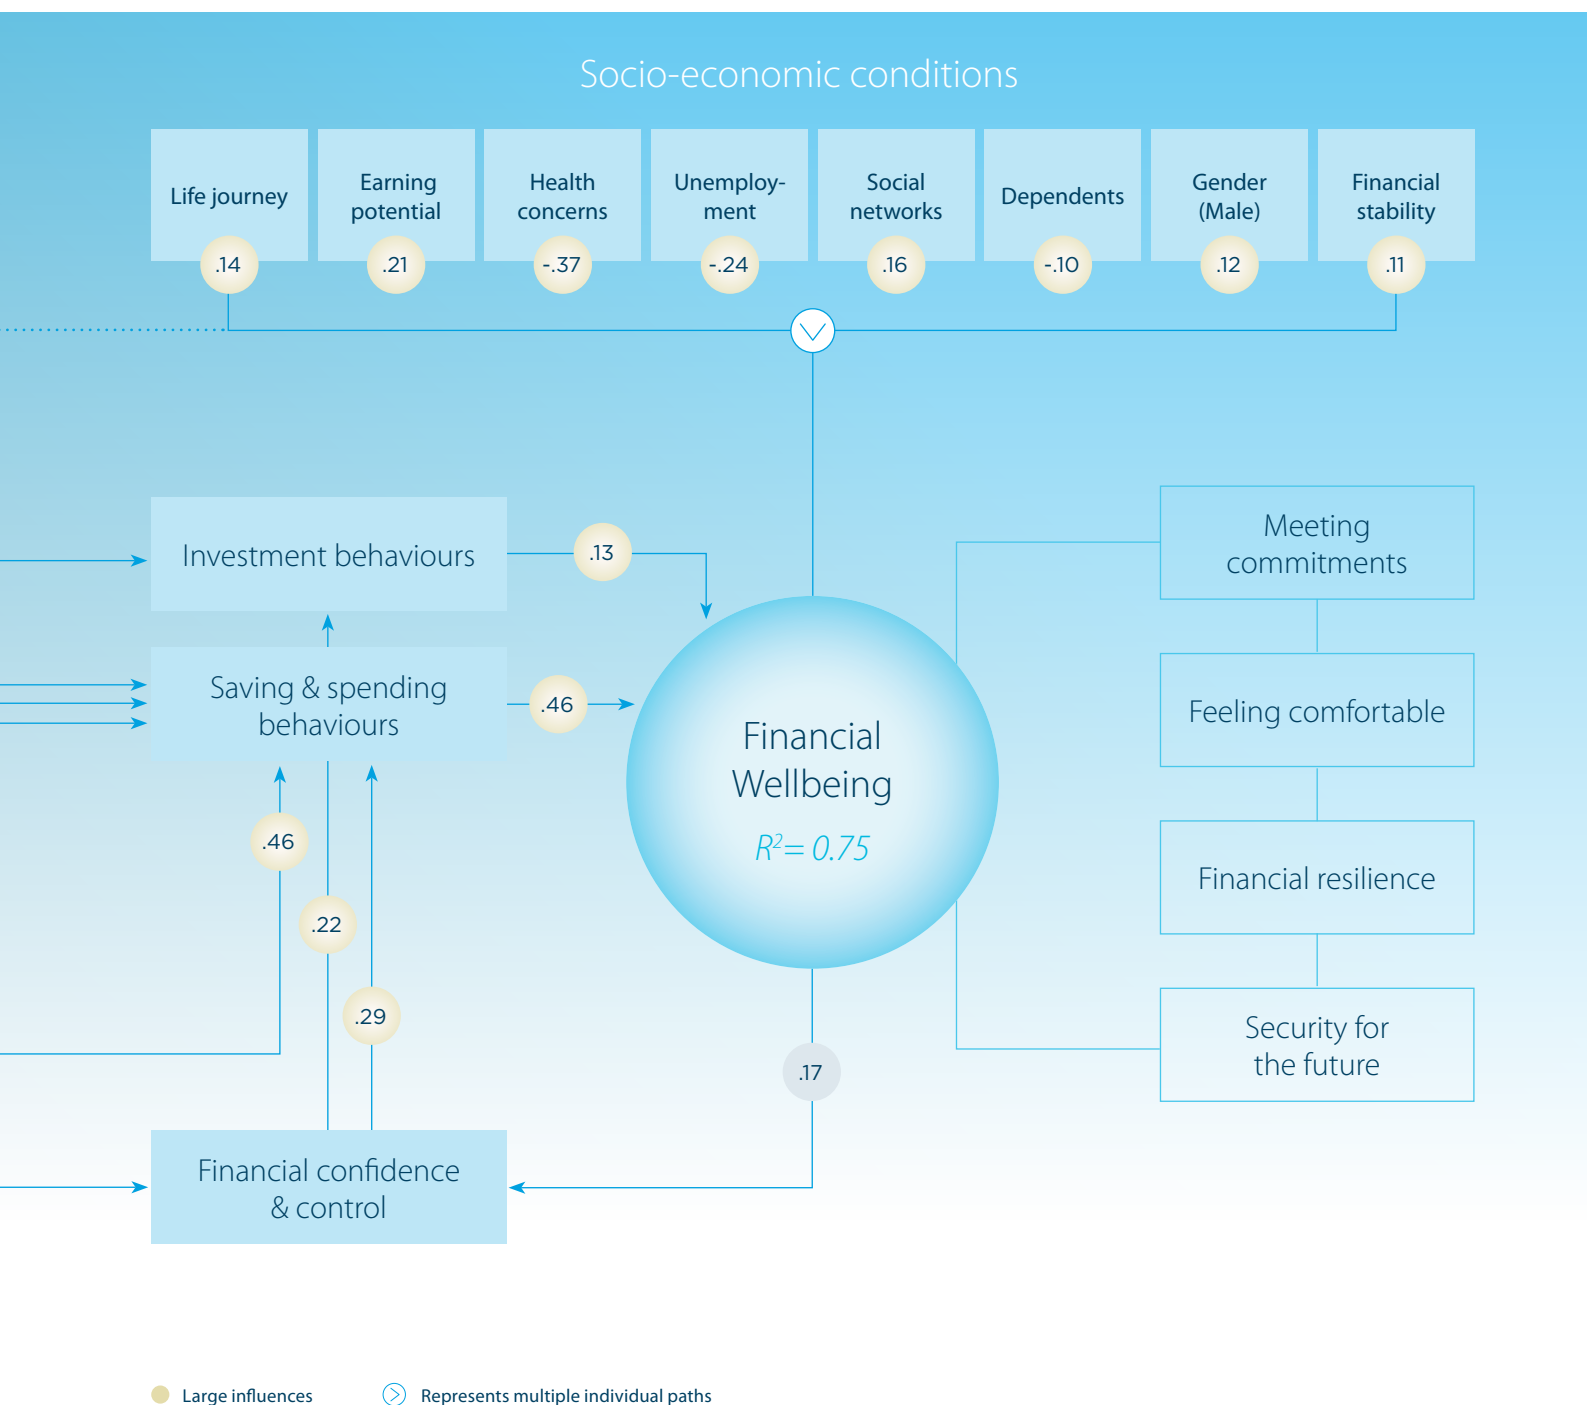 Socio-economic conditions
Life journey
.14
Earning
potential
.21
Health
concerns
-.37
Unemploy-
ment
-.24
Social
networks
.16
Dependents
-.10
Gender
(Male)
.12
Financial
stability
.11
Investment behaviours
.13
Saving & spending
behaviours
.46
Financial
Wellbeing
R²= 0.75
Meeting
commitments
Feeling comfortable
Financial resilience
Security for
the future
.46
.22
.29
.17
Financial confidence
& control
Large influences
Represents multiple individual paths